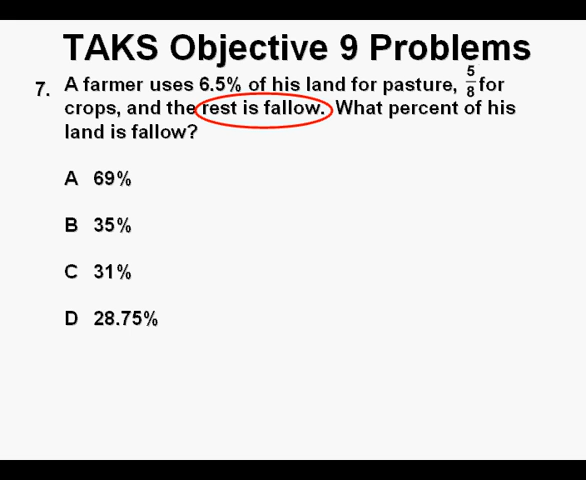 TAKS Objective 9 Problems
7. A farmer uses 6.5% of his land for pasture, 5/8 for
crops, and the rest is fallow. What percent of his
land is fallow?
A 69%
B 35%
C 31%
D 28.75%